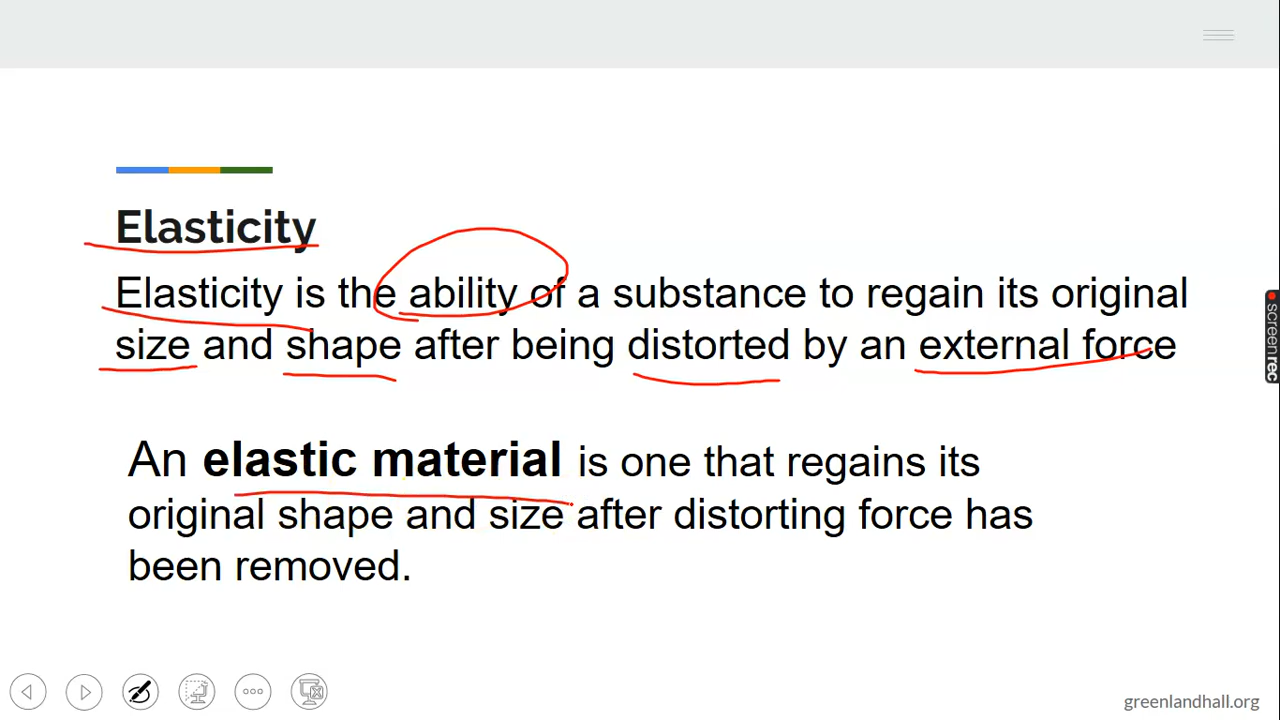 Elasticity
Elasticity is the ability of a substance to regain its original
size and shape after being distorted by an external force
An elastic material is one that regains its
original shape and size after distorting force has
been removed.
greenlandhall.org
screenrec